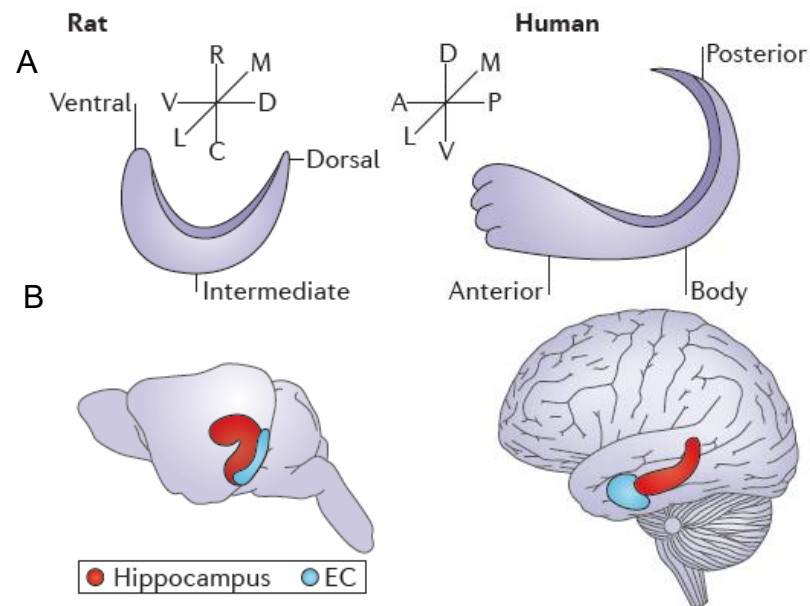 Rat
Human
A
R
M
V
D
L
C
Ventral
Dorsal
Intermediate
D
M
A
P
L
V
Posterior
Anterior
Body
B
Hippocampus
EC